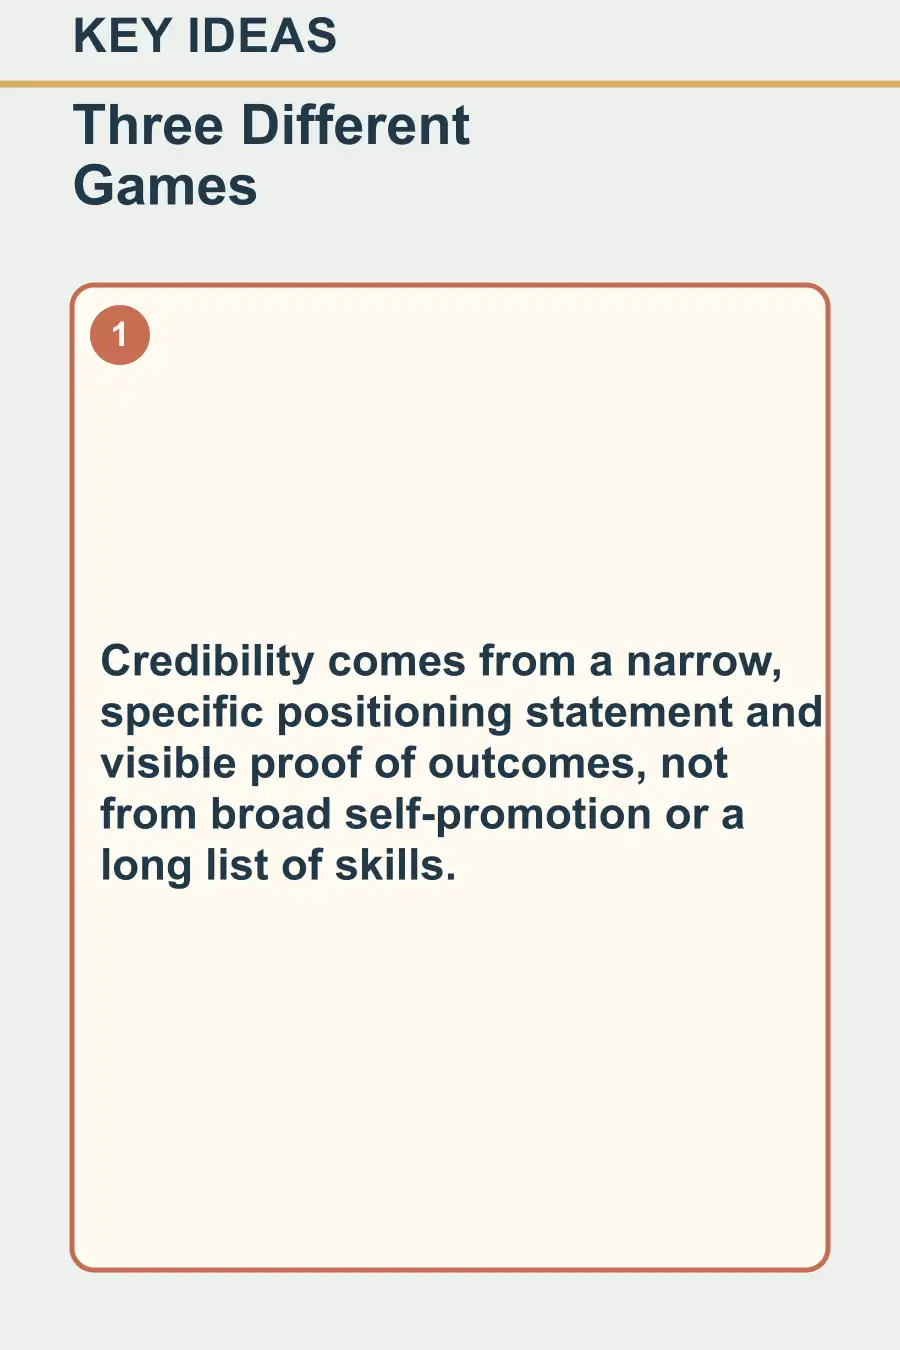 KEY IDEAS
Three Different
Games
1
Credibility comes from a narrow,
specific positioning statement and
visible proof of outcomes, not
from broad self-promotion or a
long list of skills.